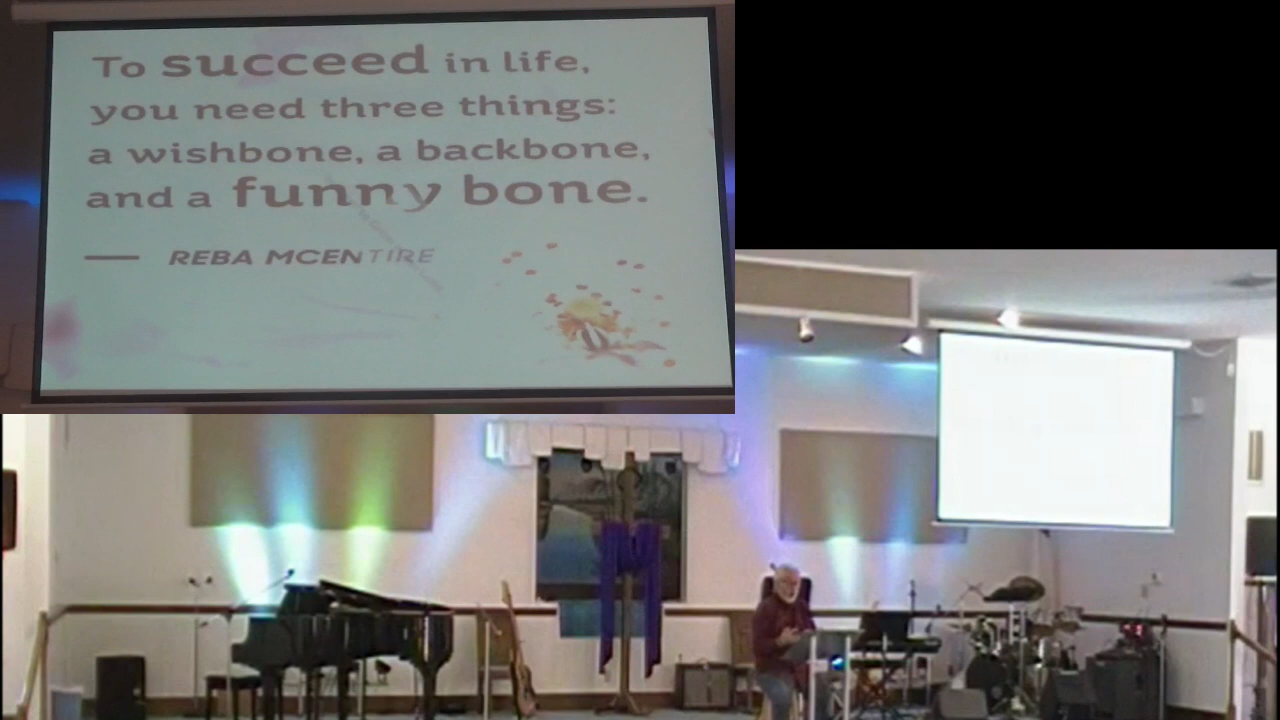 To succeed in life,
you need three things:
a wishbone, a backbone,
and a funny bone.
— REBA MCENTIRE